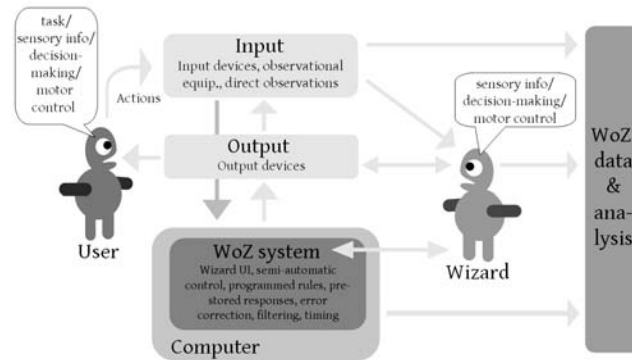 task/
sensory info/
decision-
making/
motor
control
Actions
User
Input
Input devices, observational
equip., direct observations
Output
Output devices
WoZ system
Wizard UI, semi-automatic
control, programmed rules, pre-
stored responses, error
correction, filtering, timing
Computer
sensory info/
decision-making/
motor control
Wizard
WoZ
data
&
ana-
lysis